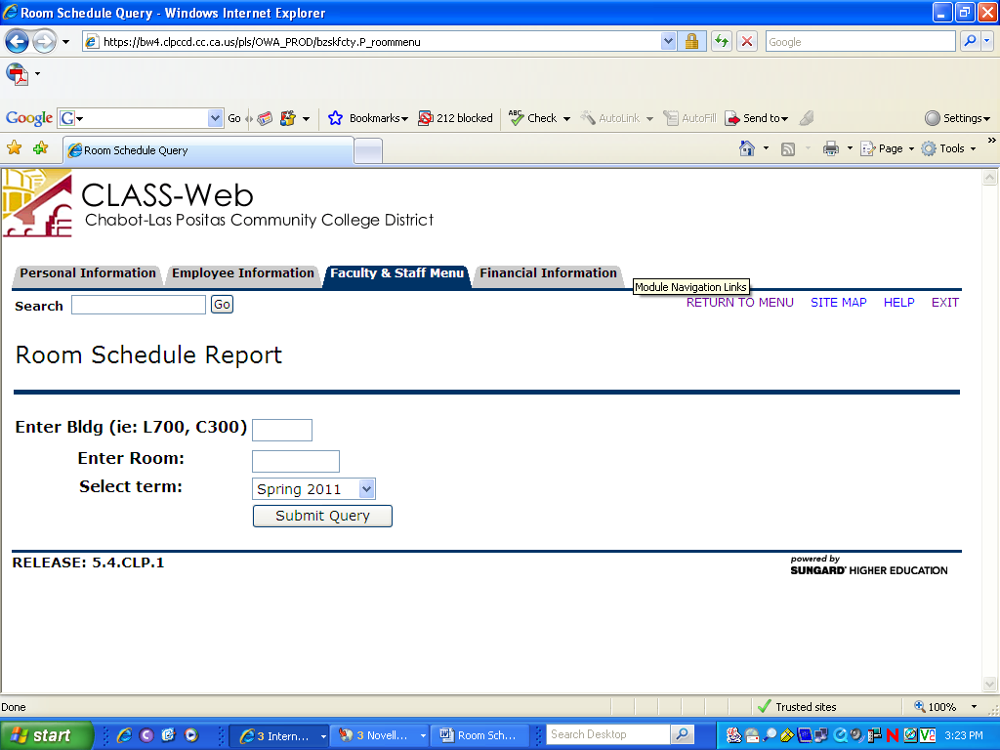 Room Schedule Query - Windows Internet Explorer
https://bw4.clpccd.cc.ca.us/pls/OWA_PROD/bzskfcty.P_roommenu
Google
Google G Go Bookmarks 212 blocked ABC Check AutoLink AutoFill Send to Settings
Room Schedule Query Page Tools »
CLASS-Web
Chabot-Las Positas Community College District
Personal Information Employee Information Faculty & Staff Menu Financial Information
Module Navigation Links
Search Go RETURN TO MENU SITE MAP HELP EXIT
Room Schedule Report
Enter Bldg (ie: L700, C300)
Enter Room:
Select term: Spring 2011
Submit Query
RELEASE: 5.4.CLP.1
powered by
SUNGARD® HIGHER EDUCATION
Done Trusted sites 100%
start 3 Intern... 3 Novell... Room Sch... Search Desktop 3:23 PM